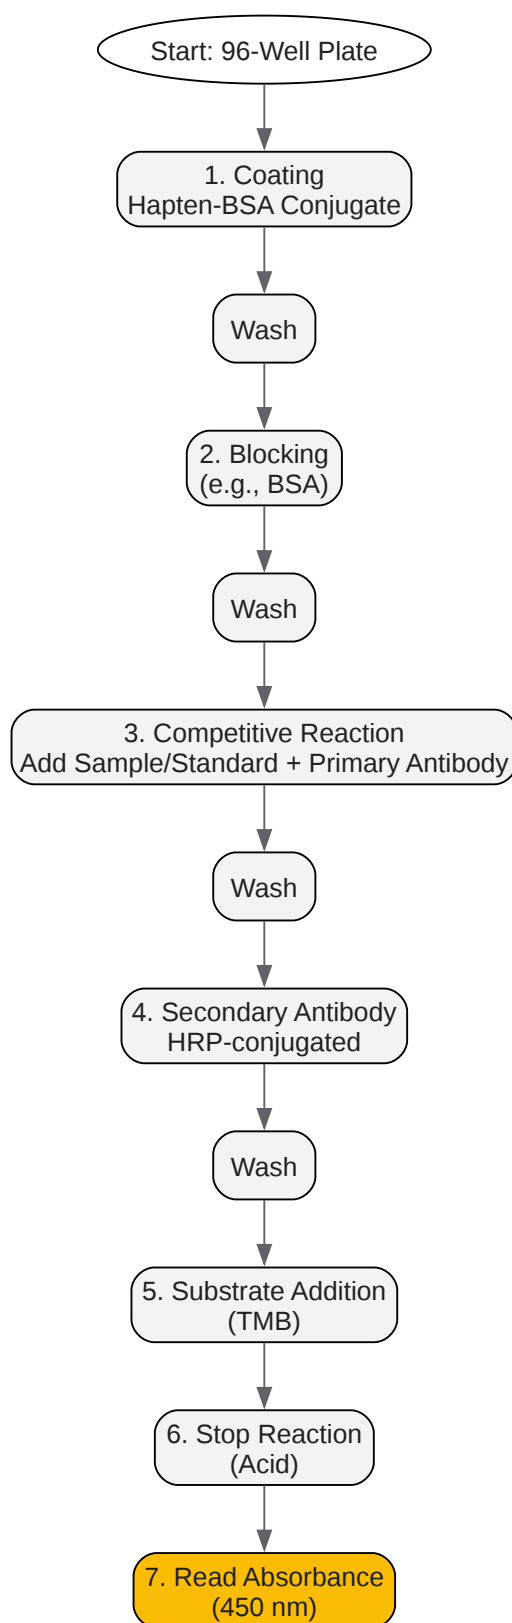 Start: 96-Well Plate
1. Coating
Hapten-BSA Conjugate
Wash
2. Blocking
(e.g., BSA)
Wash
3. Competitive Reaction
Add Sample/Standard + Primary Antibody
Wash
4. Secondary Antibody
HRP-conjugated
Wash
5. Substrate Addition
(TMB)
6. Stop Reaction
(Acid)
7. Read Absorbance
(450 nm)